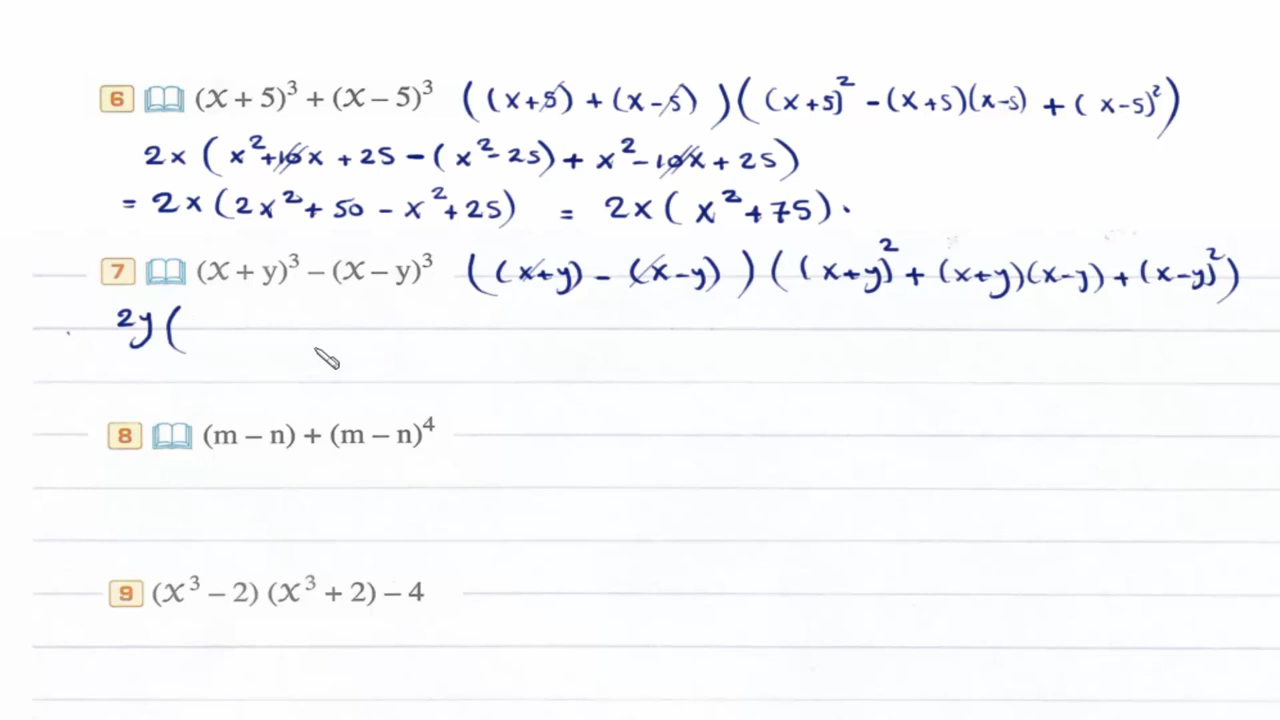 6 (x + 5)³ + (x – 5)³ ((x+5) + (x-5))((x+5)² - (x+5)(x-5) + (x-5)²)
2x (x²+10x + 25 - (x²-25) + x²-10x + 25)
= 2x (2x²+ 50 - x²+25) = 2x (x²+75).
7 (x + y)³ – (x – y)³ ((x+y) - (x-y))((x+y)² + (x+y)(x-y) + (x-y)²)
2y (
8 (m – n) + (m – n)⁴
9 (x³ – 2) (x³ + 2) – 4